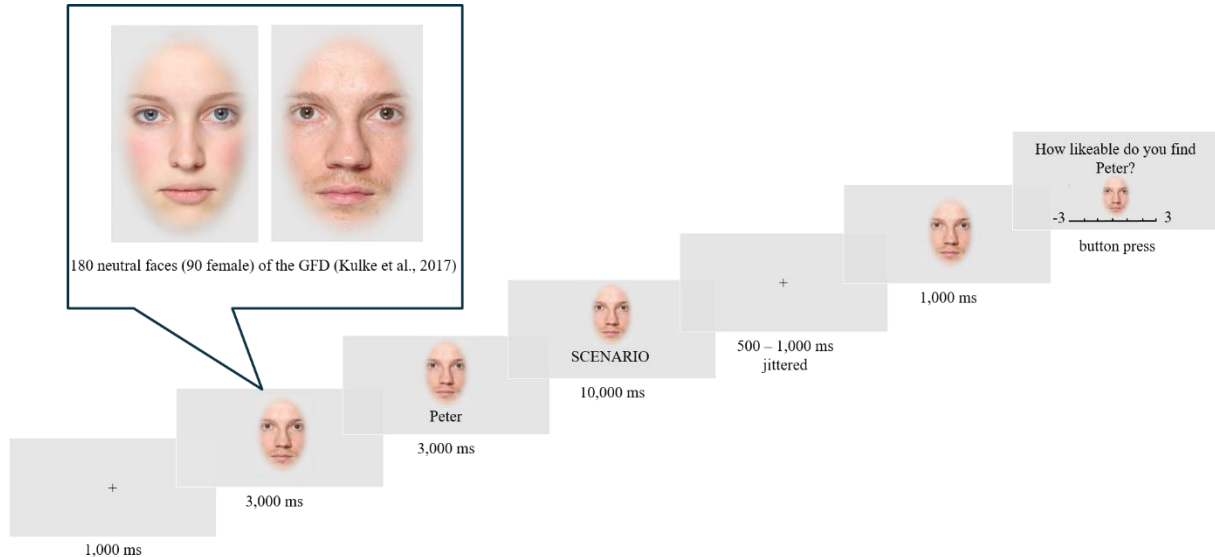 180 neutral faces (90 female) of the GFD (Kulke et al., 2017)
+
1,000 ms
3,000 ms
Peter
3,000 ms
SCENARIO
10,000 ms
+
500 – 1,000 ms
jittered
1,000 ms
How likeable do you find
Peter?
-3 3
button press